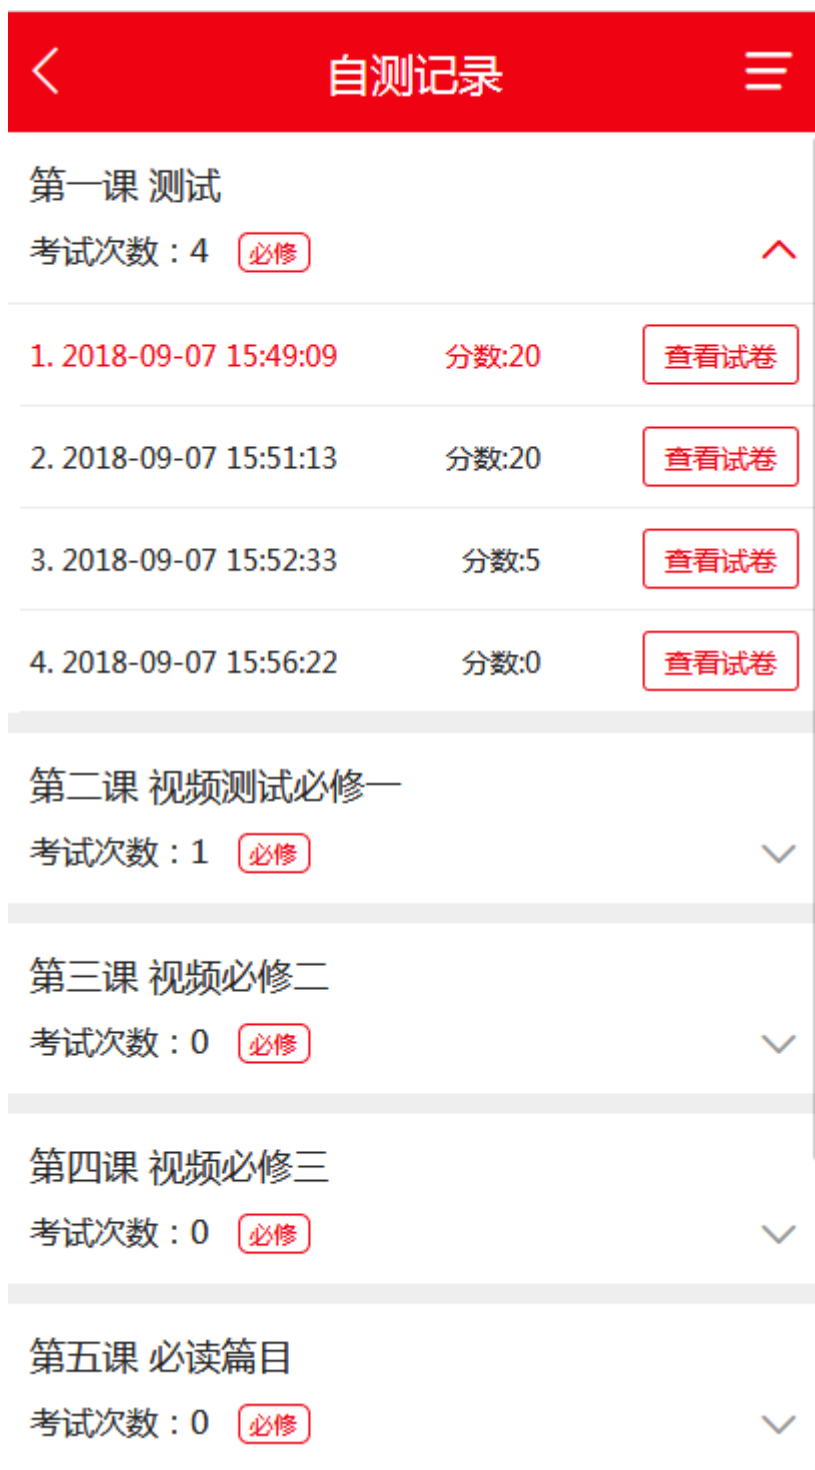 自测记录
第一课 测试
考试次数：4 必修
1. 2018-09-07 15:49:09 分数:20 查看试卷
2. 2018-09-07 15:51:13 分数:20 查看试卷
3. 2018-09-07 15:52:33 分数:5 查看试卷
4. 2018-09-07 15:56:22 分数:0 查看试卷
第二课 视频测试必修一
考试次数：1 必修
第三课 视频必修二
考试次数：0 必修
第四课 视频必修三
考试次数：0 必修
第五课 必读篇目
考试次数：0 必修